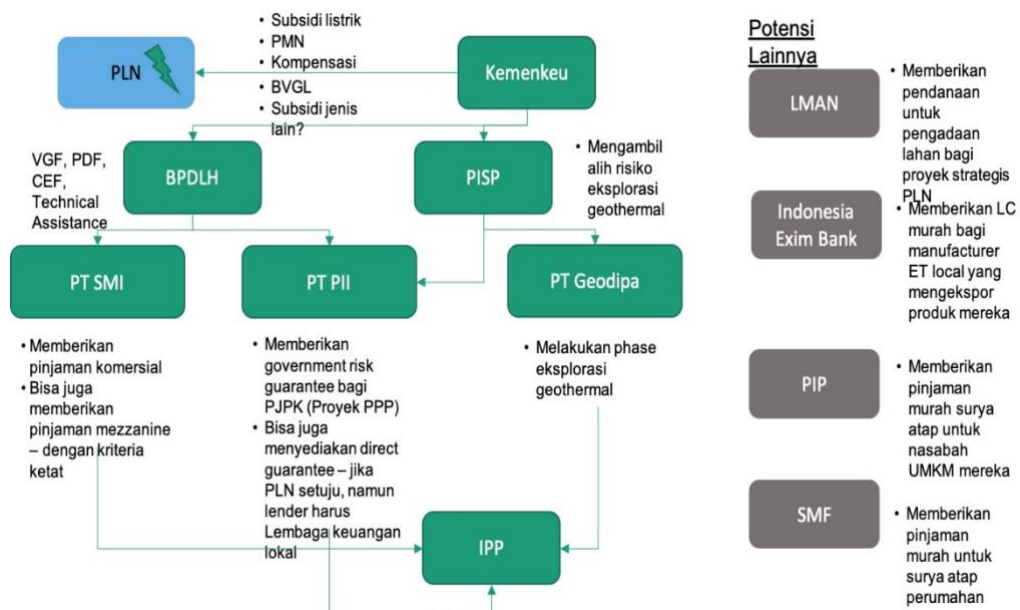 PLN
• Subsidi listrik
• PMN
• Kompensasi
• BVGL
• Subsidi jenis
lain?
Kemenkeu
VGF, PDF,
CEF,
Technical
Assistance
BPDLH
PISP
• Mengambil
alih risiko
eksplorasi
geothermal
PT SMI
PT PII
PT Geodipa
• Memberikan
pinjaman komersial
• Bisa juga
memberikan
pinjaman mezzanine
– dengan kriteria
ketat
• Memberikan
government risk
guarantee bagi
PJPK (Proyek PPP)
• Bisa juga
menyediakan direct
guarantee – jika
PLN setuju, namun
lender harus
Lembaga keuangan
lokal
• Melakukan phase
eksplorasi
geothermal
IPP
Potensi
Lainnya
LMAN
• Memberikan
pendanaan
untuk
pengadaan
lahan bagi
proyek strategis
PLN
Indonesia
Exim Bank
• Memberikan LC
murah bagi
manufacturer
ET local yang
mengekspor
produk mereka
PIP
• Memberikan
pinjaman
murah surya
atap untuk
nasabah
UMKM mereka
SMF
• Memberikan
pinjaman
murah untuk
surya atap
perumahan